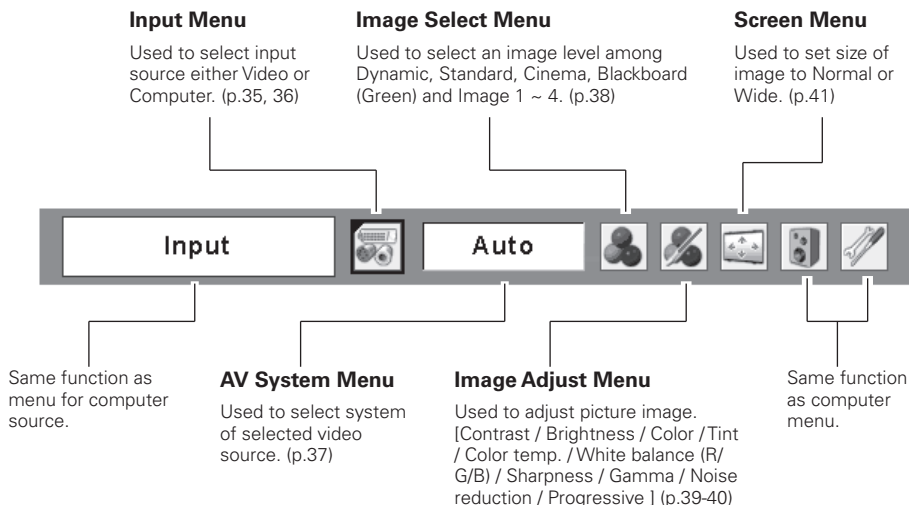 Input Menu
Used to select input
source either Video or
Computer. (p.35, 36)
Image Select Menu
Used to select an image level among
Dynamic, Standard, Cinema, Blackboard
(Green) and Image 1 ~ 4. (p.38)
Screen Menu
Used to set size of
image to Normal or
Wide. (p.41)
Input
Auto
Same function as
menu for computer
source.
AV System Menu
Used to select system
of selected video
source. (p.37)
Image Adjust Menu
Used to adjust picture image.
[Contrast / Brightness / Color / Tint
/ Color temp. / White balance (R/
G/B) / Sharpness / Gamma / Noise
reduction / Progressive ] (p.39-40)
Same function
as computer
menu.